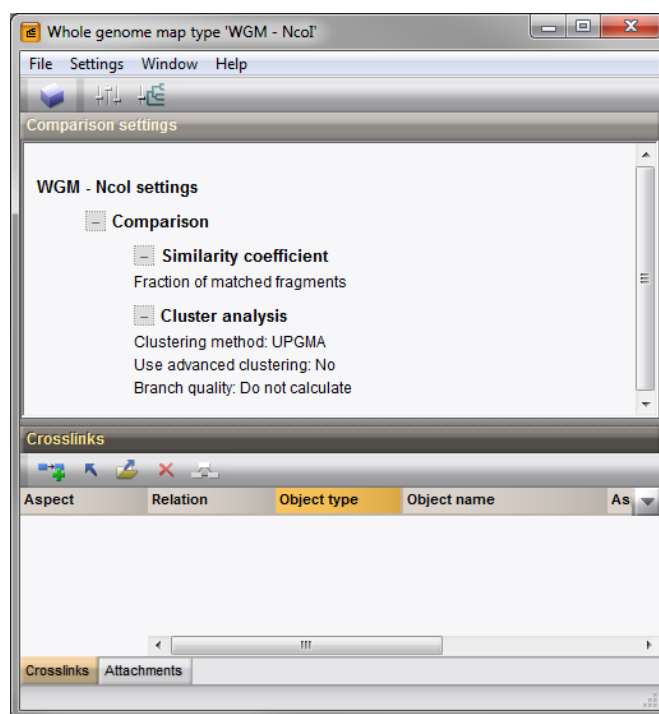 Whole genome map type 'WGM - NcoI'
File Settings Window Help
Comparison settings
WGM - NcoI settings
Comparison
Similarity coefficient
Fraction of matched fragments
Cluster analysis
Clustering method: UPGMA
Use advanced clustering: No
Branch quality: Do not calculate
Crosslinks
Aspect Relation Object type Object name As
Crosslinks Attachments